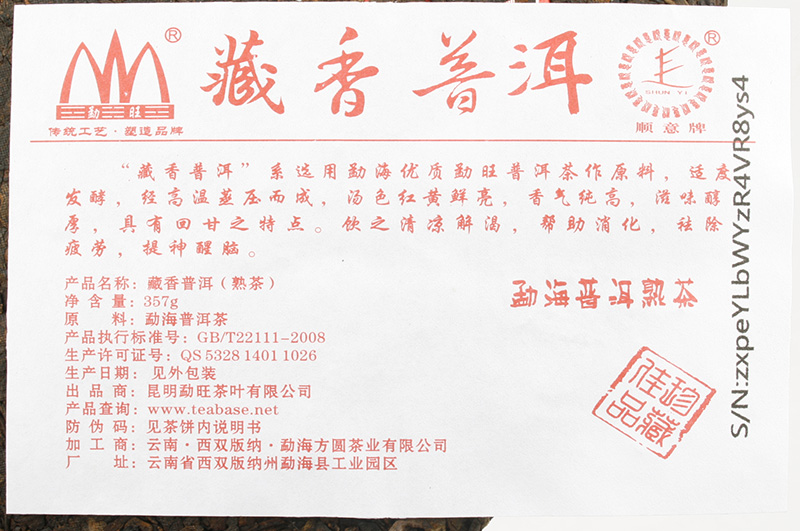 藏香普洱
勐旺
®
传统工艺·塑造品牌
®
SHUN YI
顺意牌
“藏香普洱”系选用勐海优质勐旺普洱茶作原料，适度
发酵，经高温蒸压而成，汤色红黄鲜亮，香气纯高，滋味醇
厚，具有回甘之特点。饮之清凉解渴，帮助消化，祛除
疲劳，提神醒脑。
产品名称：藏香普洱（熟茶）
净含量：357g
原　　料：勐海普洱茶
产品执行标准号：GB/T22111-2008
生产许可证号：QS 5328 1401 1026
生产日期：见外包装
出品商：昆明勐旺茶叶有限公司
产品查询：www.teabase.net
防伪码：见茶饼内说明书
加工商：云南·西双版纳·勐海方圆茶业有限公司
厂　　址：云南省西双版纳州勐海县工业园区
勐海普洱熟茶
珍藏
佳品
S/N:zxpeYLbWYzR4VR8ys4